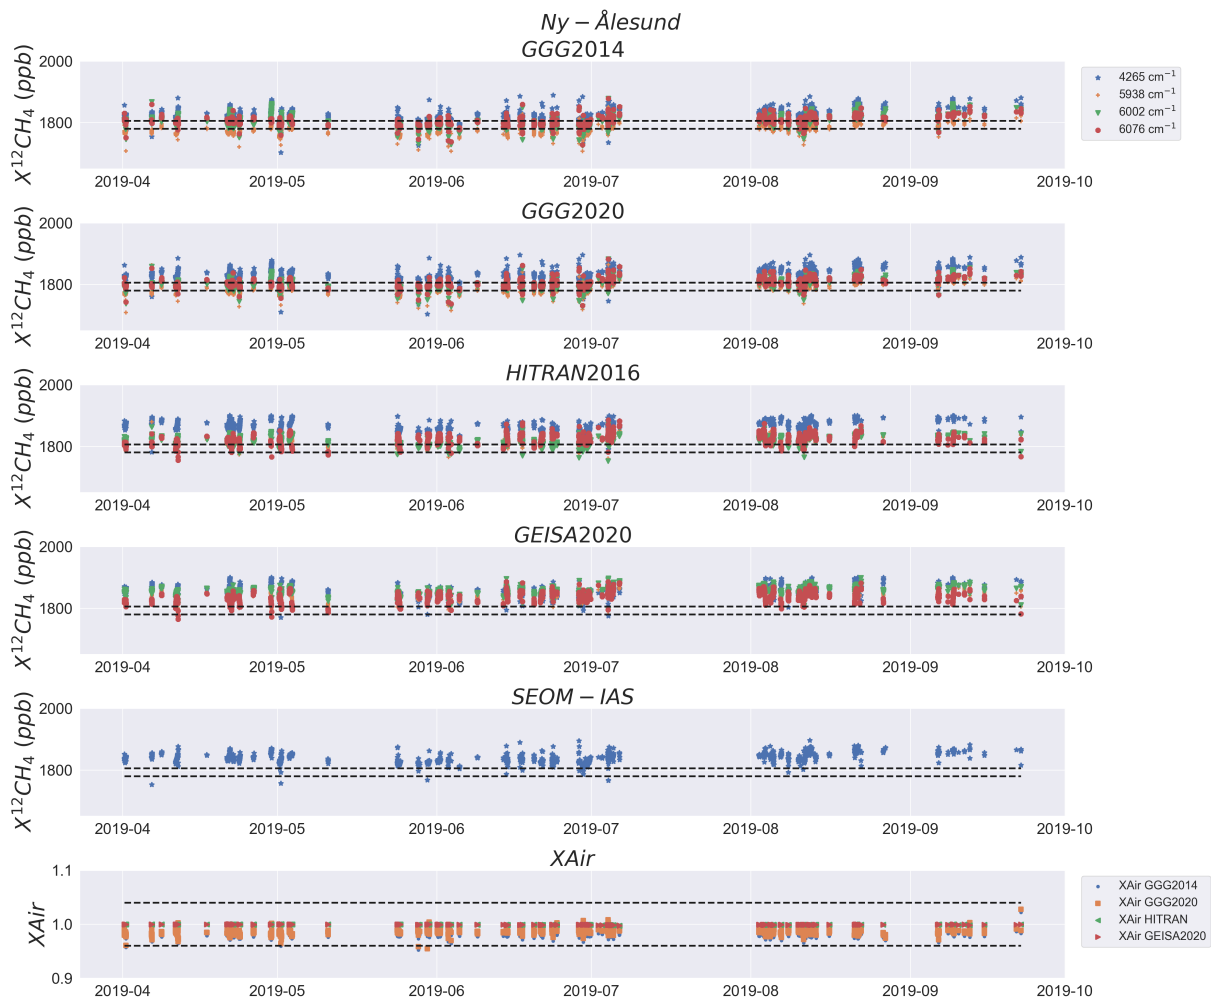 Ny – Ålesund
GGG2014
X¹²CH₄ (ppb)
2000
1800
2019-04 2019-05 2019-06 2019-07 2019-08 2019-09 2019-10
4265 cm⁻¹
5938 cm⁻¹
6002 cm⁻¹
6076 cm⁻¹
GGG2020
X¹²CH₄ (ppb)
2000
1800
2019-04 2019-05 2019-06 2019-07 2019-08 2019-09 2019-10
HITRAN2016
X¹²CH₄ (ppb)
2000
1800
2019-04 2019-05 2019-06 2019-07 2019-08 2019-09 2019-10
GEISA2020
X¹²CH₄ (ppb)
2000
1800
2019-04 2019-05 2019-06 2019-07 2019-08 2019-09 2019-10
SEOM – IAS
X¹²CH₄ (ppb)
2000
1800
2019-04 2019-05 2019-06 2019-07 2019-08 2019-09 2019-10
XAir
XAir
1.1
1.0
0.9
2019-04 2019-05 2019-06 2019-07 2019-08 2019-09 2019-10
XAir GGG2014
XAir GGG2020
XAir HITRAN
XAir GEISA2020